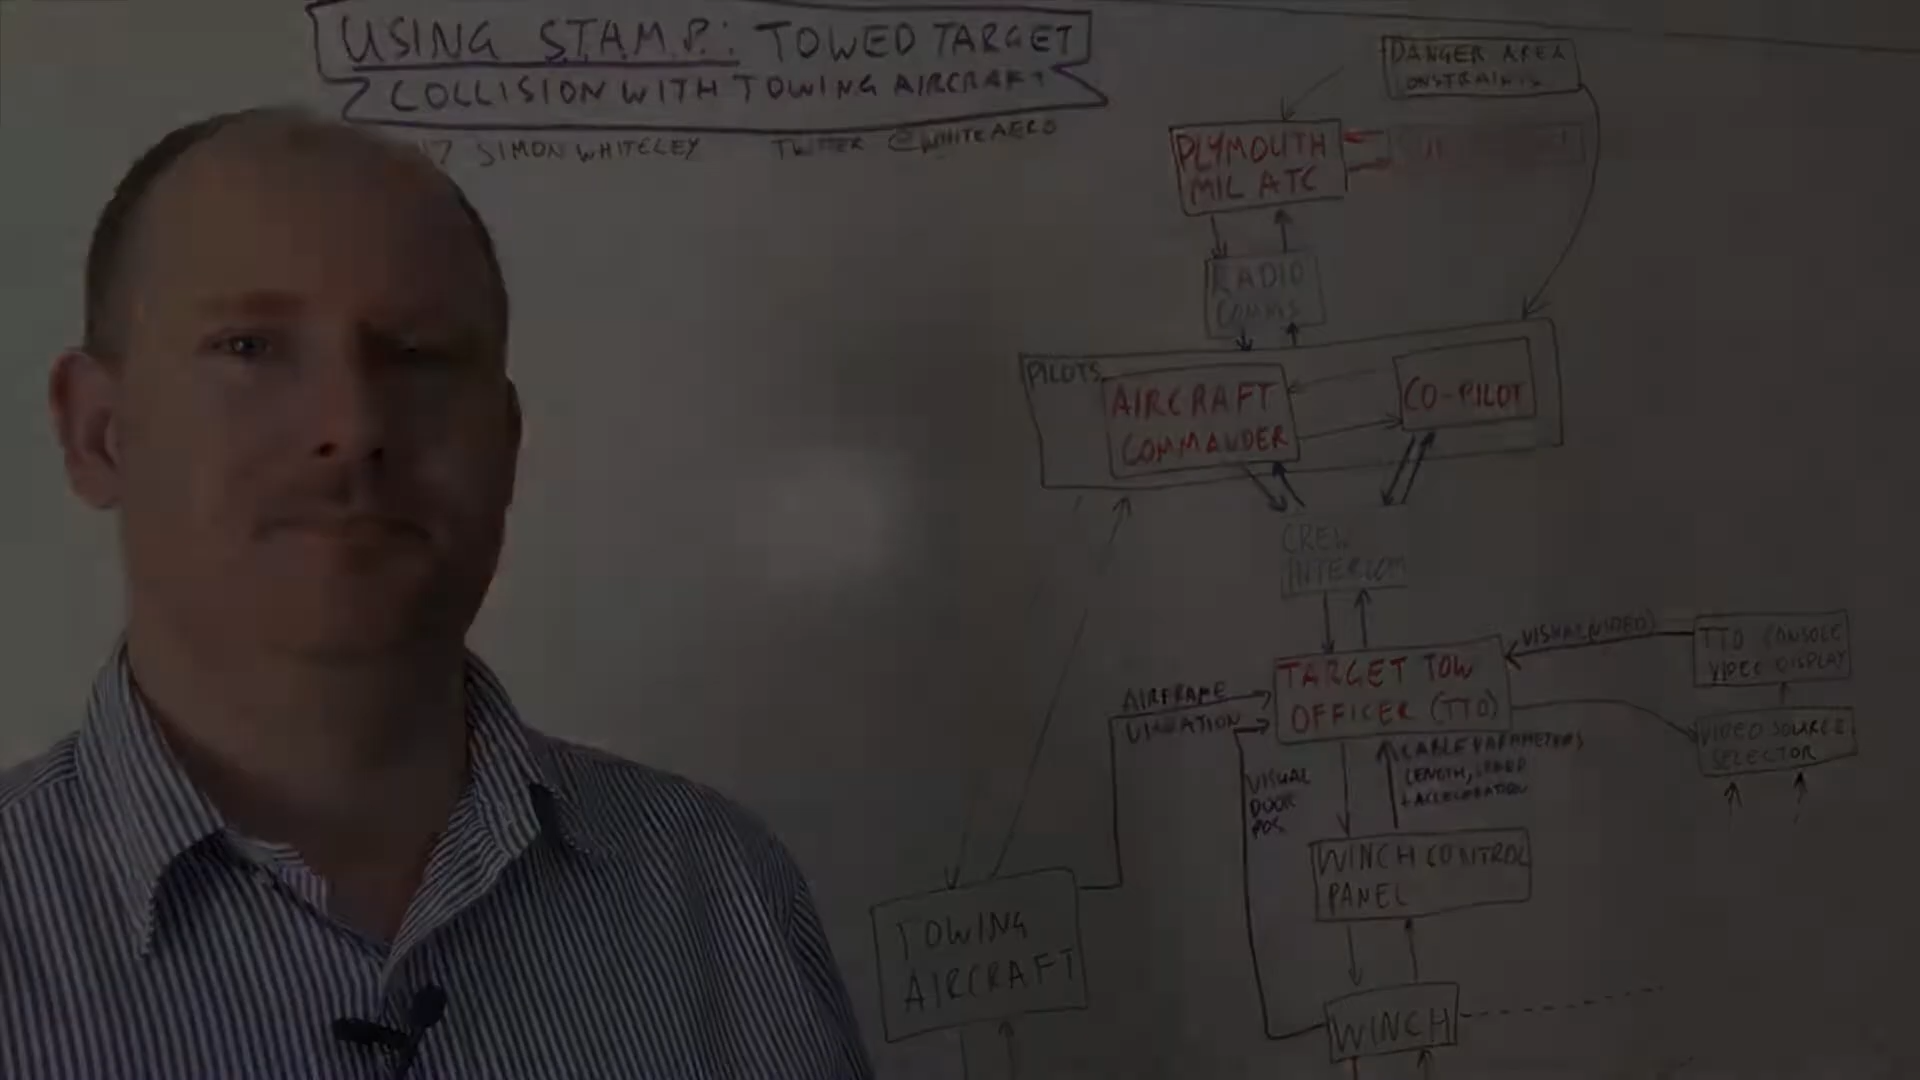 USING S.T.A.M.P.: TOWED TARGET
COLLISION WITH TOWING AIRCRAFT
SIMON WHITELEY TWITTER @WHITEAERO
DANGER AREA
CONSTRAINTS
PLYMOUTH
MIL ATC
RADIO
COMMS
PILOTS
AIRCRAFT
COMMANDER
CO-PILOT
CREW
INTERCOM
VISUAL (VIDEO)
TTO CONSOLE
VIDEO DISPLAY
TARGET TOW
OFFICER (TTO)
AIRFRAME
VIBRATION
VIDEO SOURCE
SELECTOR
CABLE PARAMETERS
LENGTH, SPEED
+ ACCELERATION
VISUAL
DOOR
POS.
WINCH CONTROL
PANEL
TOWING
AIRCRAFT
WINCH